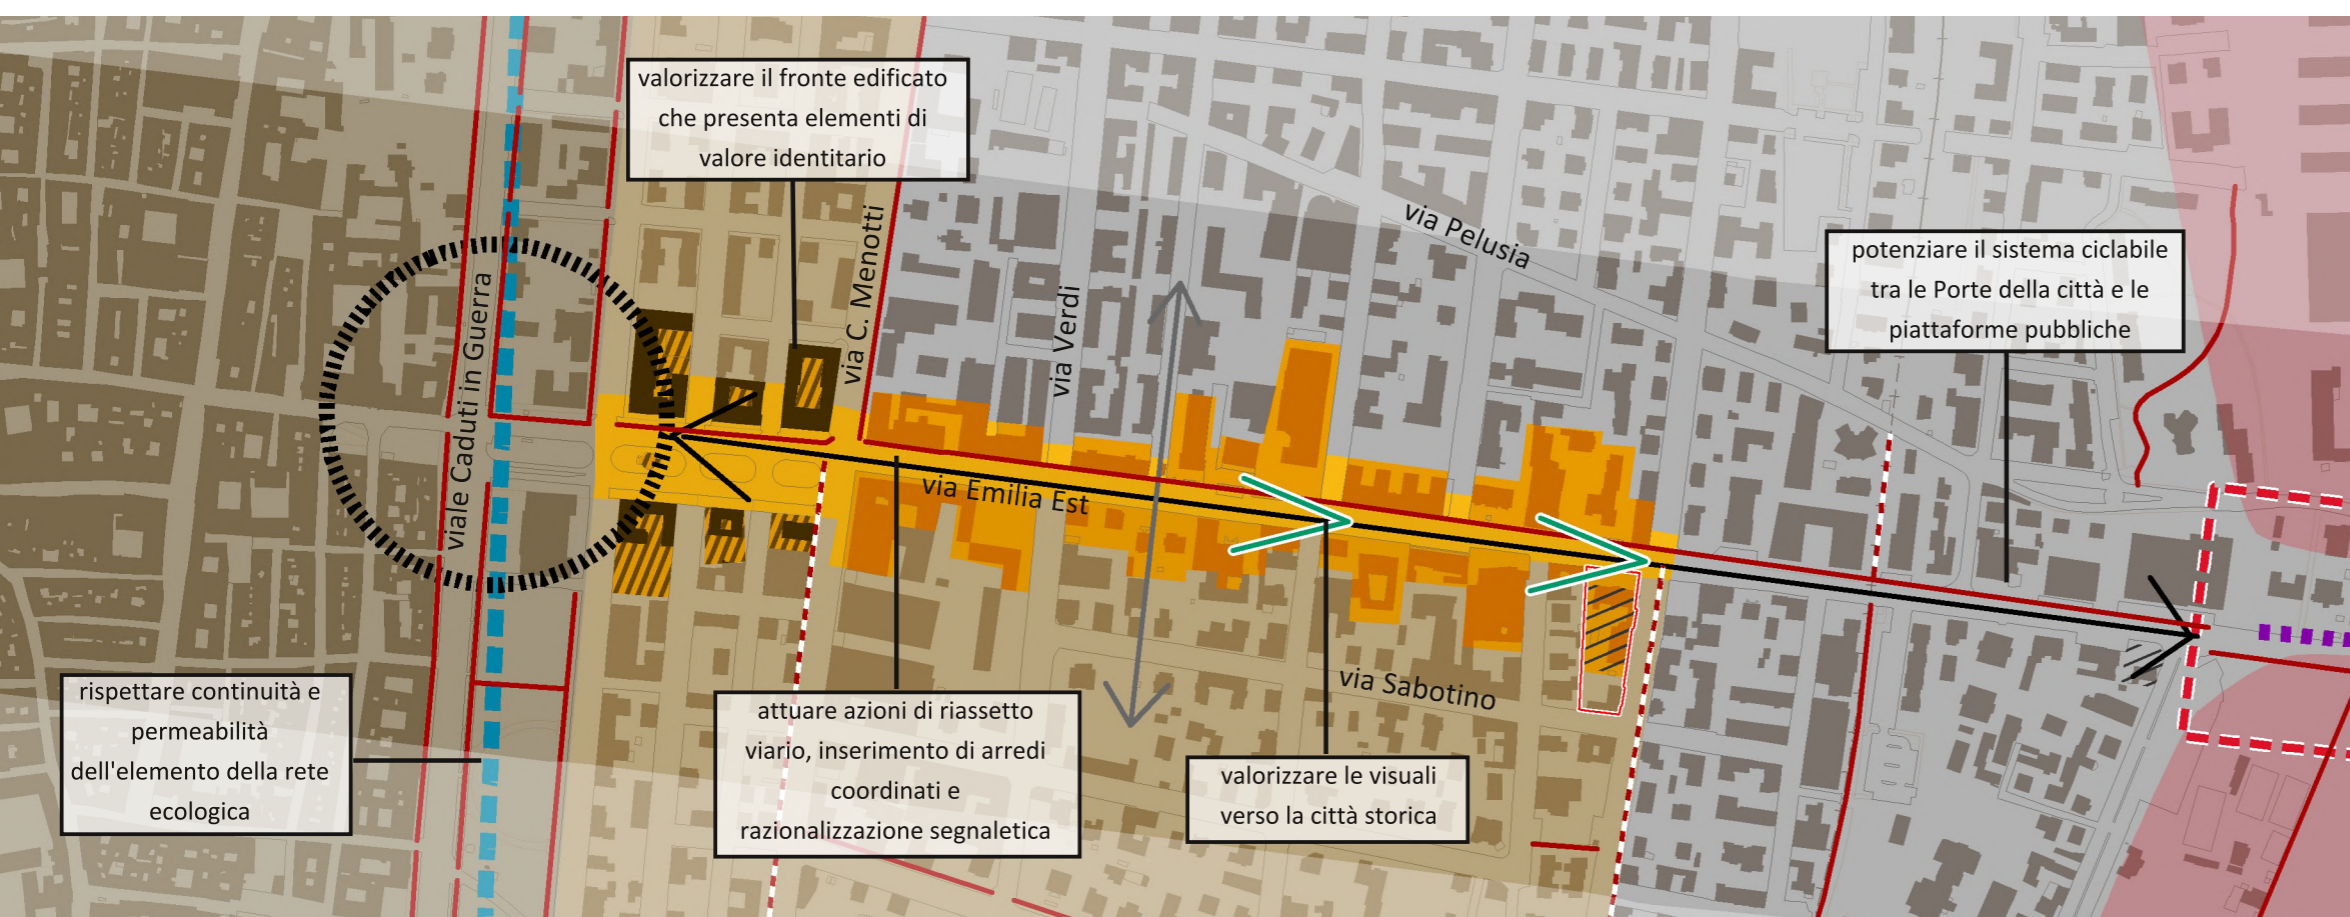 valorizzare il fronte edificato
che presenta elementi di
valore identitario
via C. Menotti
via Verdi
via Pelusia
potenziare il sistema ciclabile
tra le Porte della città e le
piattaforme pubbliche
viale Caduti in Guerra
via Emilia Est
via Sabotino
rispettare continuità e
permeabilità
dell'elemento della rete
ecologica
attuare azioni di riassetto
viario, inserimento di arredi
coordinati e
razionalizzazione segnaletica
valorizzare le visuali
verso la città storica